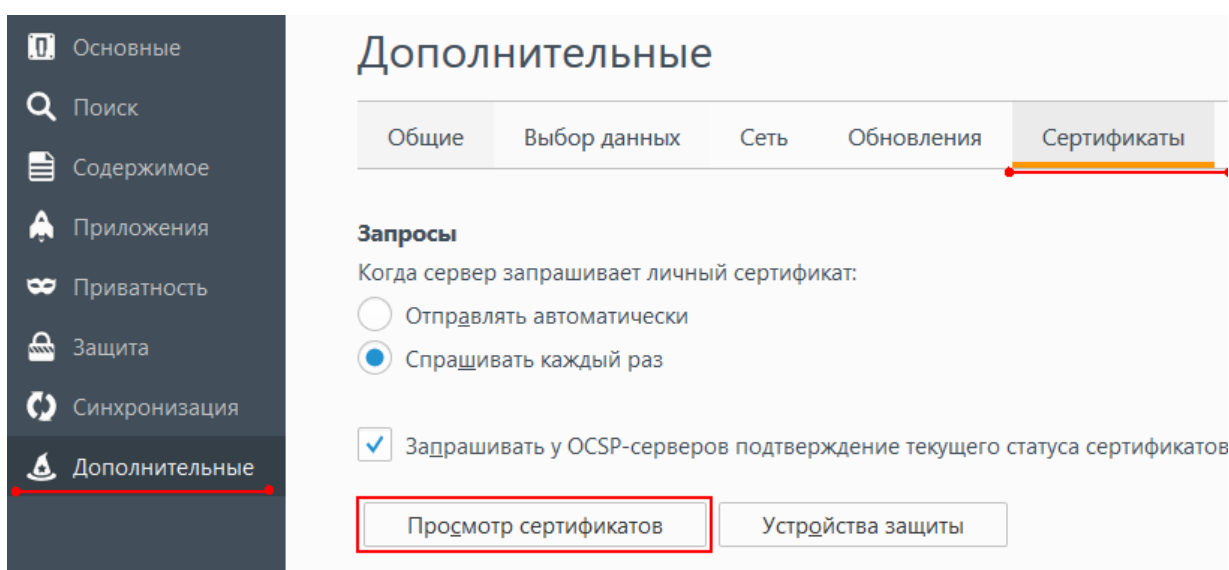 Основные
Поиск
Содержимое
Приложения
Приватность
Защита
Синхронизация
Дополнительные
Дополнительные
Общие Выбор данных Сеть Обновления Сертификаты
Запросы
Когда сервер запрашивает личный сертификат:
Отправлять автоматически
Спрашивать каждый раз
Запрашивать у OCSP-серверов подтверждение текущего статуса сертификатов
Просмотр сертификатов Устройства защиты